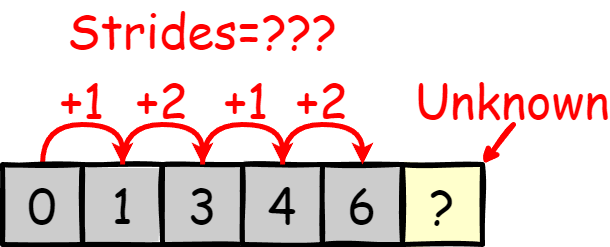 Strides=???
+1 +2 +1 +2 Unknown
0 1 3 4 6 ?